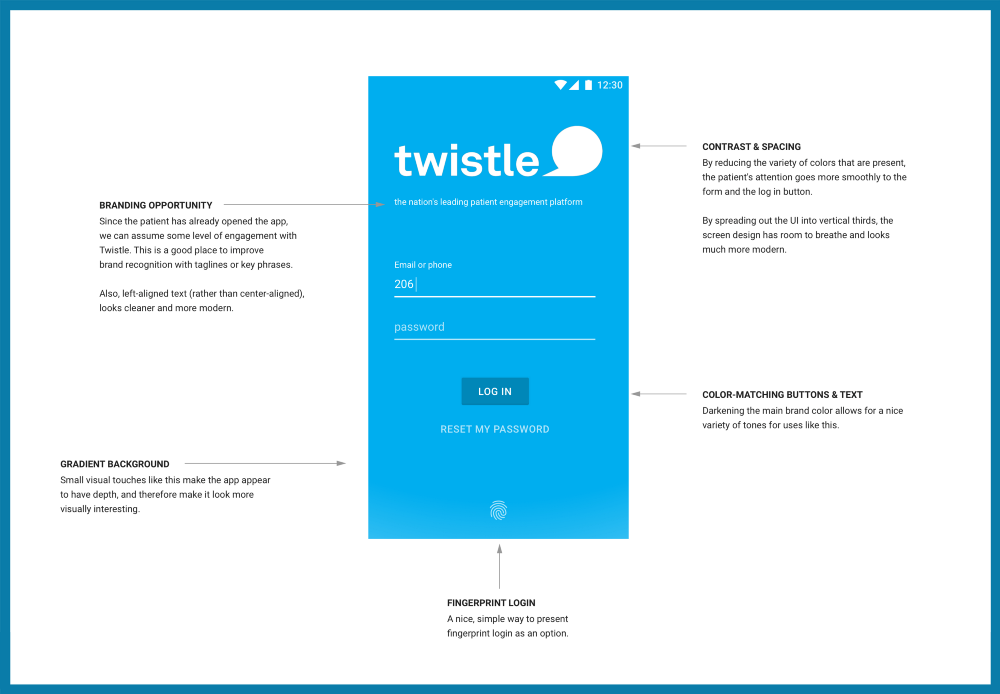 12:30
twistle
the nation's leading patient engagement platform
Email or phone
206
password
LOG IN
RESET MY PASSWORD
BRANDING OPPORTUNITY
Since the patient has already opened the app,
we can assume some level of engagement with
Twistle. This is a good place to improve
brand recognition with taglines or key phrases.
Also, left-aligned text (rather than center-aligned),
looks cleaner and more modern.
GRADIENT BACKGROUND
Small visual touches like this make the app appear
to have depth, and therefore make it look more
visually interesting.
CONTRAST & SPACING
By reducing the variety of colors that are present,
the patient's attention goes more smoothly to the
form and the log in button.
By spreading out the UI into vertical thirds, the
screen design has room to breathe and looks
much more modern.
COLOR-MATCHING BUTTONS & TEXT
Darkening the main brand color allows for a nice
variety of tones for uses like this.
FINGERPRINT LOGIN
A nice, simple way to present
fingerprint login as an option.